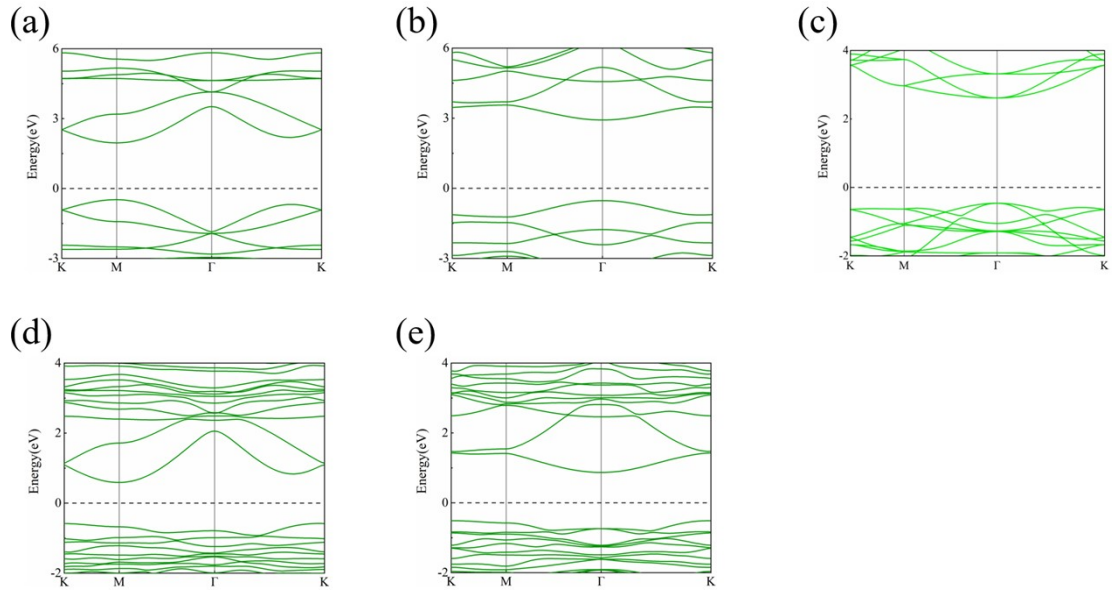 (a)
6
3
0
-3
Energy(eV)
K M Γ K
(b)
6
3
0
-3
Energy(eV)
K M Γ K
(c)
4
2
0
-2
Energy(eV)
K M Γ K
(d)
4
2
0
-2
Energy(eV)
K M Γ K
(e)
4
2
0
-2
Energy(eV)
K M Γ K